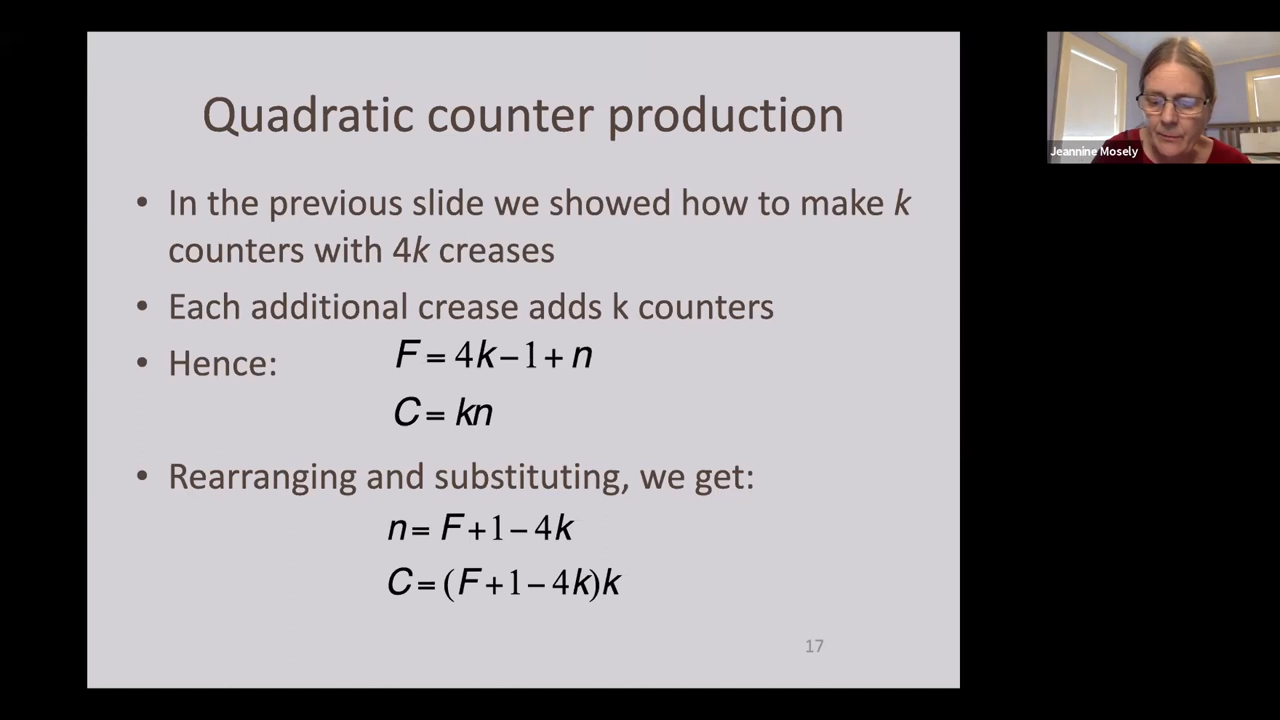 Quadratic counter production
• In the previous slide we showed how to make k
counters with 4k creases
• Each additional crease adds k counters
• Hence:
F = 4k − 1 + n
C = kn
• Rearranging and substituting, we get:
n = F + 1 − 4k
C = (F + 1 − 4k)k
17
Jeannine Mosely